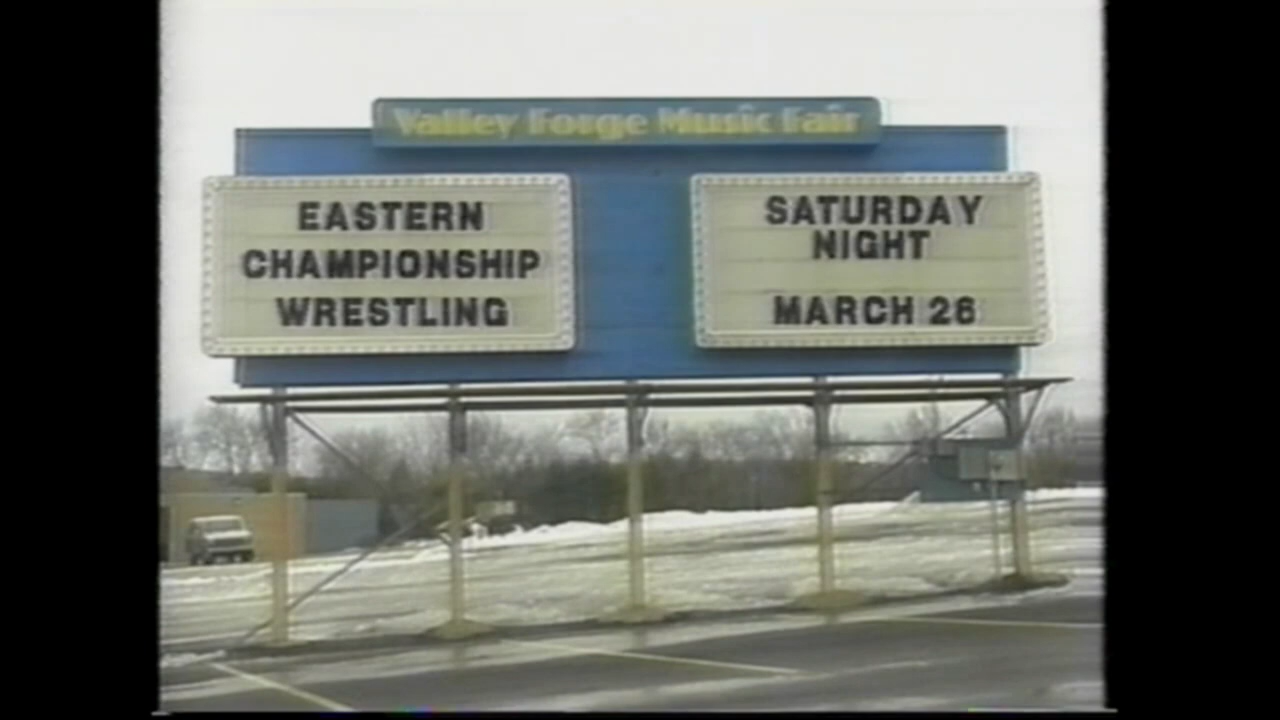 Valley Forge Music Fair
EASTERN
CHAMPIONSHIP
WRESTLING
SATURDAY
NIGHT
MARCH 26